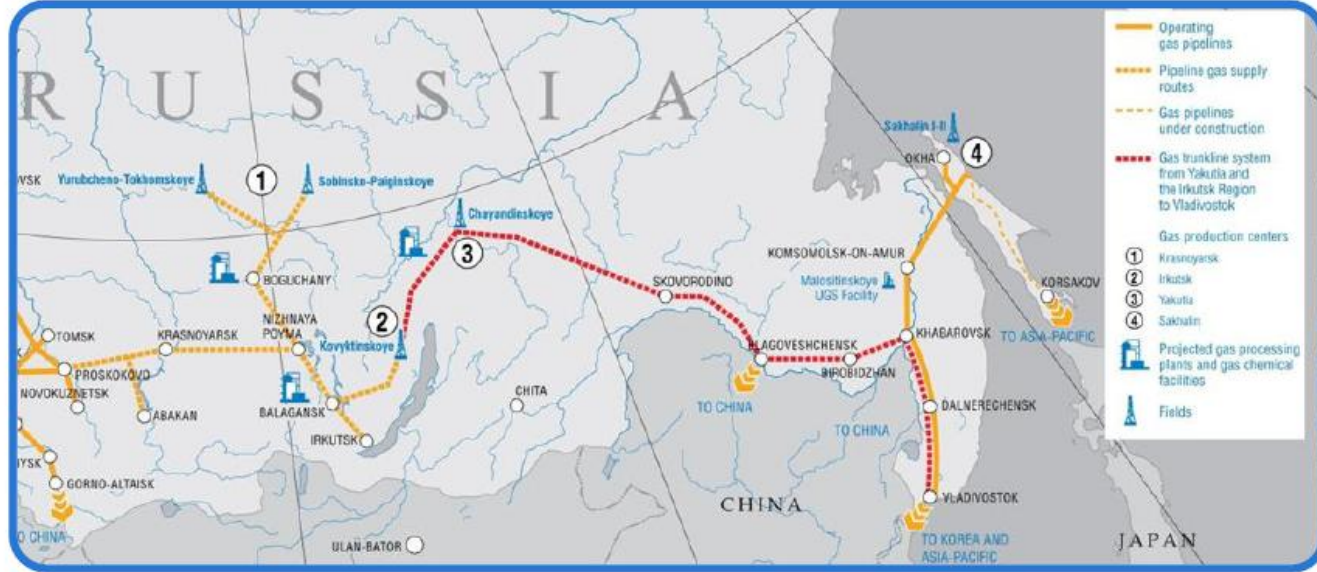 RUSSIA
OVSK
Yurubcheno-Tokhomskoye
1
Sobinsko-Paiginskoye
Chayandinskoye
3
BOGUCHANY
TOMSK
KRASNOYARSK
NIZHNAYA
POYMA
2
Kovyktinskoye
PROSKOKOVO
NOVOKUZNETSK
ABAKAN
BALAGANSK
CHITA
IRKUTSK
IYSK
GORNO-ALTAISK
TO CHINA
ULAN-BATOR
SKOVORODINO
BLAGOVESHCHENSK
BIROBIDZHAN
TO CHINA
TO CHINA
CHINA
Sakhalin I-II
OKHA
4
KOMSOMOLSK-ON-AMUR
UGS Facility
KORSAKOV
TO ASIA-PACIFIC
KHABAROVSK
DALNERECHENSK
VLADIVOSTOK
TO KOREA AND
ASIA-PACIFIC
JAPAN
Operating
gas pipelines
Pipeline gas supply
routes
Gas pipelines
under construction
Gas trunkline system
from Yakutia and
the Irkutsk Region
to Vladivostok
Gas production centers
1 Krasnoyarsk
2 Irkutsk
3 Yakutia
4 Sakhalin
Projected gas processing
plants and gas chemical
facilities
Fields